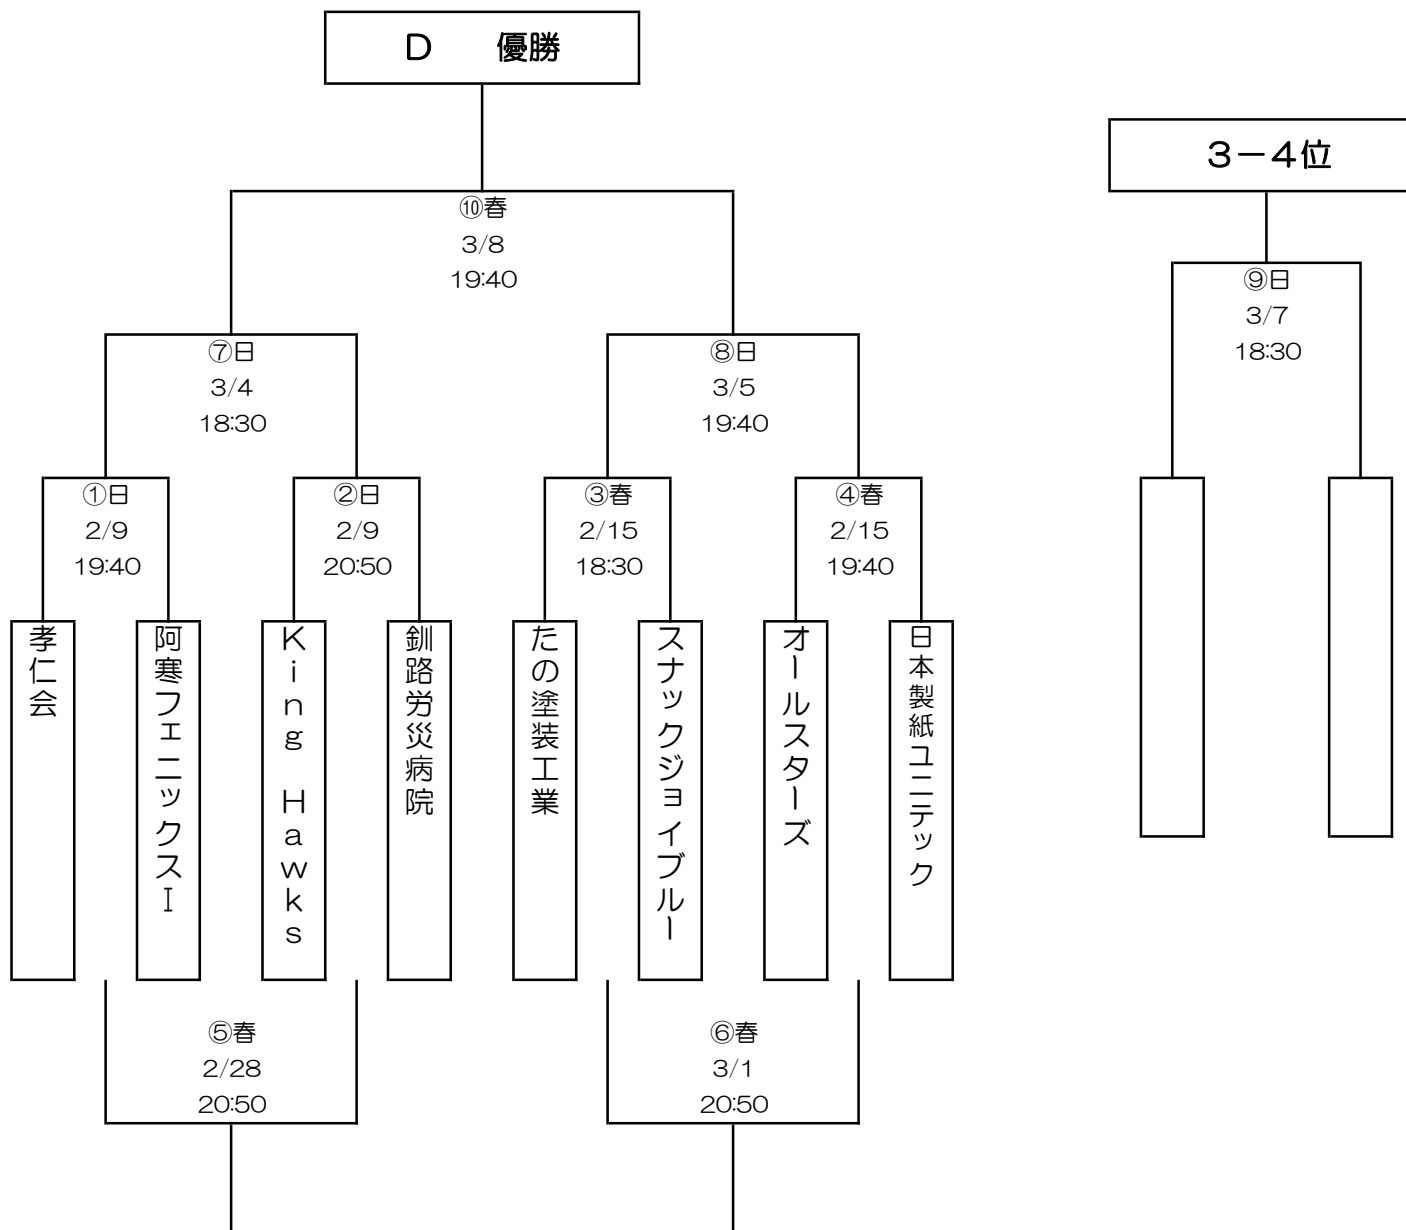 D 優勝
3－4位
⑩春
3/8
19:40
⑨日
3/7
18:30
⑦日
3/4
18:30
⑧日
3/5
19:40
①日
2/9
19:40
②日
2/9
20:50
③春
2/15
18:30
④春
2/15
19:40
孝仁会
阿寒フェニックスⅠ
King Hawks
釧路労災病院
たの塗装工業
スナックジョイブルー
オールスターズ
日本製紙ユニテック
⑤春
2/28
20:50
⑥春
3/1
20:50